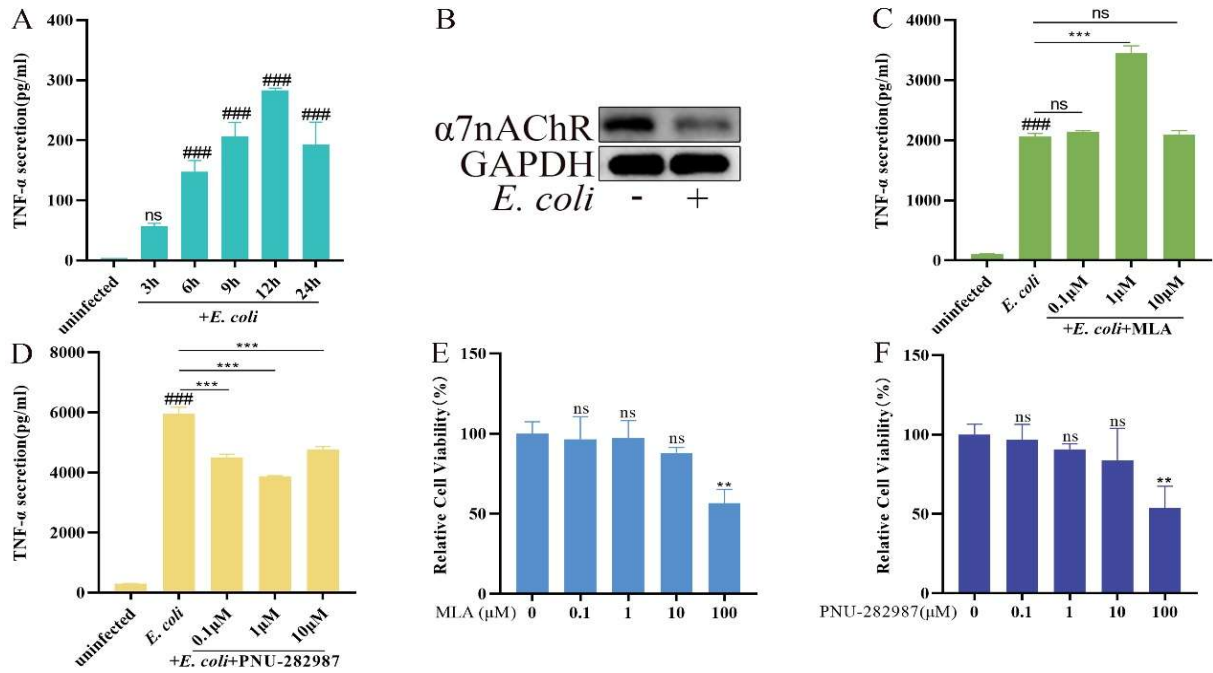 A
TNF-α secretion(pg/ml)
400
300
200
100
0
ns
###
###
###
###
uninfected
3h
6h
9h
12h
24h
+E. coli
B
α7nAChR
GAPDH
E. coli - +
C
TNF-α secretion(pg/ml)
4000
3000
2000
1000
0
ns
***
ns
###
uninfected
E. coli
0.1μM
1μM
10μM
+E. coli+MLA
D
TNF-α secretion(pg/ml)
8000
6000
4000
2000
0
***
***
***
###
uninfected
E. coli
0.1μM
1μM
10μM
+E. coli+PNU-282987
E
Relative Cell Viability(%)
150
100
50
0
ns
ns
ns
**
MLA (μM) 0 0.1 1 10 100
F
Relative Cell Viability(%)
150
100
50
0
ns
ns
ns
**
PNU-282987(μM) 0 0.1 1 10 100